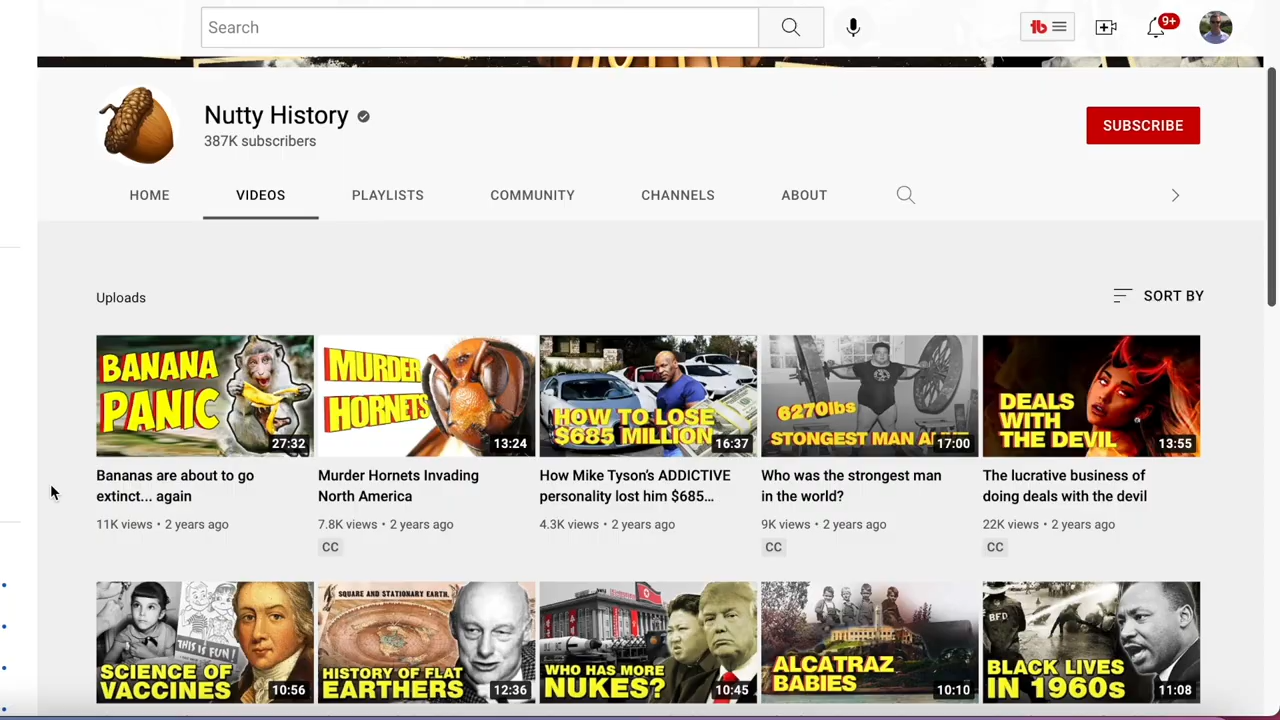 Search
9+
Nutty History
387K subscribers
SUBSCRIBE
HOME
VIDEOS
PLAYLISTS
COMMUNITY
CHANNELS
ABOUT
Uploads
SORT BY
BANANA
PANIC
27:32
MURDER
HORNETS
13:24
HOW TO LOSE
$685 MILLION
16:37
6270lbs
STONGEST MAN
17:00
DEALS
WITH
THE DEVIL
13:55
Bananas are about to go
extinct... again
11K views • 2 years ago
Murder Hornets Invading
North America
7.8K views • 2 years ago
CC
How Mike Tyson's ADDICTIVE
personality lost him $685...
4.3K views • 2 years ago
Who was the strongest man
in the world?
9K views • 2 years ago
CC
The lucrative business of
doing deals with the devil
22K views • 2 years ago
CC
THIS IS FUN!
SCIENCE OF
VACCINES
10:56
SQUARE AND STATIONARY EARTH.
HISTORY OF FLAT
EARTHERS
12:36
WHO HAS MORE
NUKES?
10:45
ALCATRAZ
BABIES
10:10
BFD
BLACK LIVES
IN 1960s
11:08